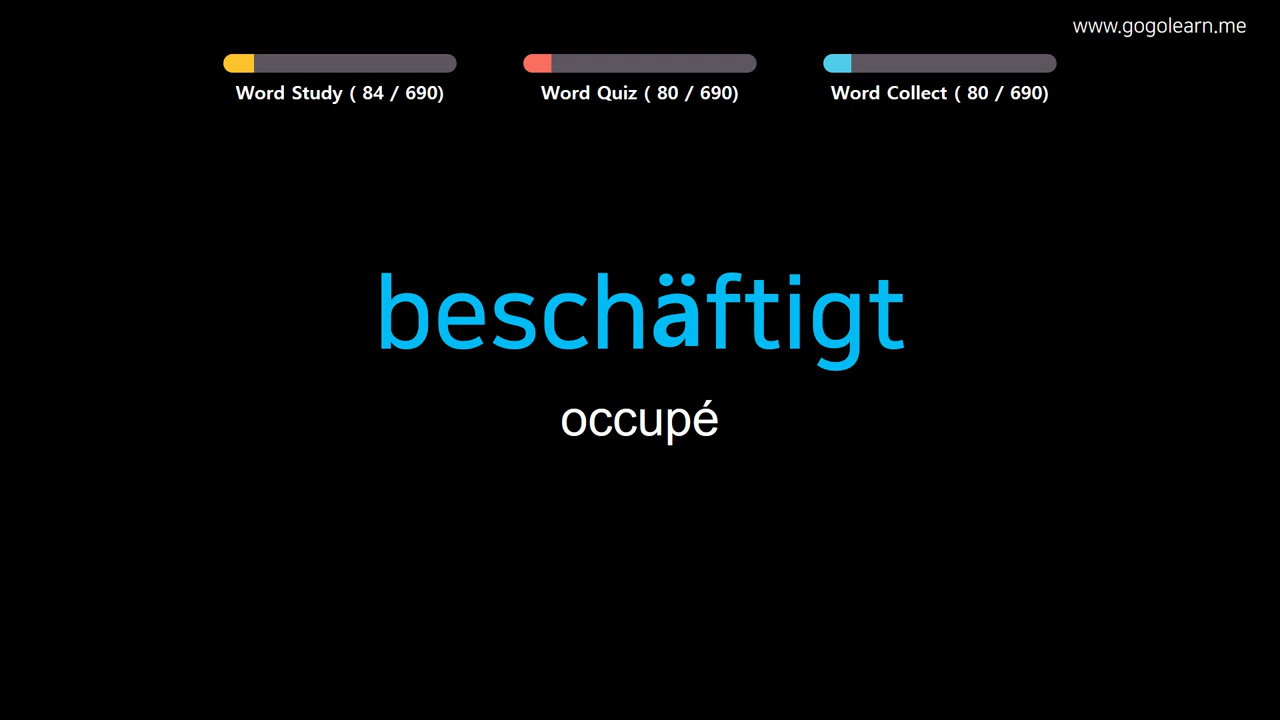 www.gogolearn.me
Word Study ( 84 / 690)
Word Quiz ( 80 / 690)
Word Collect ( 80 / 690)
beschäftigt
occupé